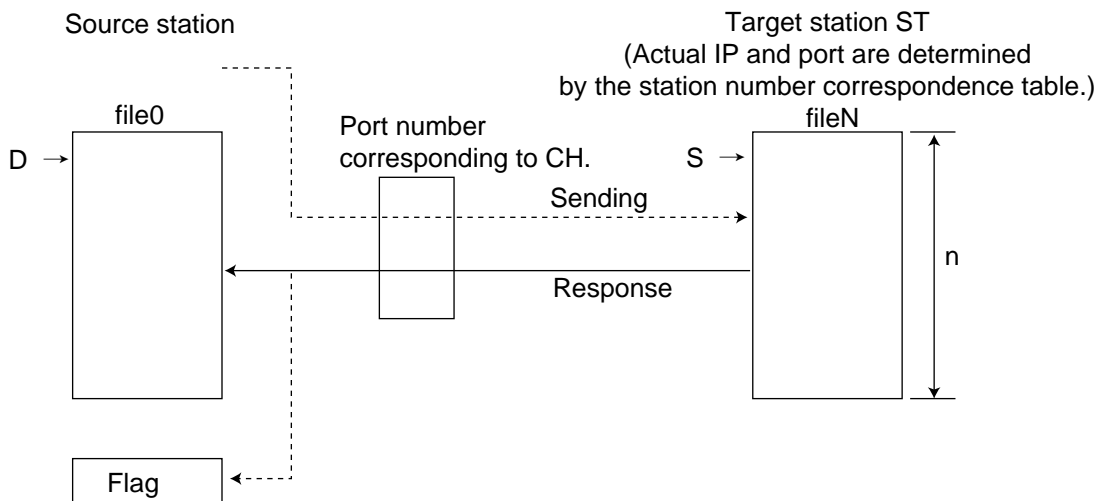 Source station
Target station ST
(Actual IP and port are determined
by the station number correspondence table.)
file0
fileN
Port number
corresponding to CH.
D
S
Sending
n
Response
Flag